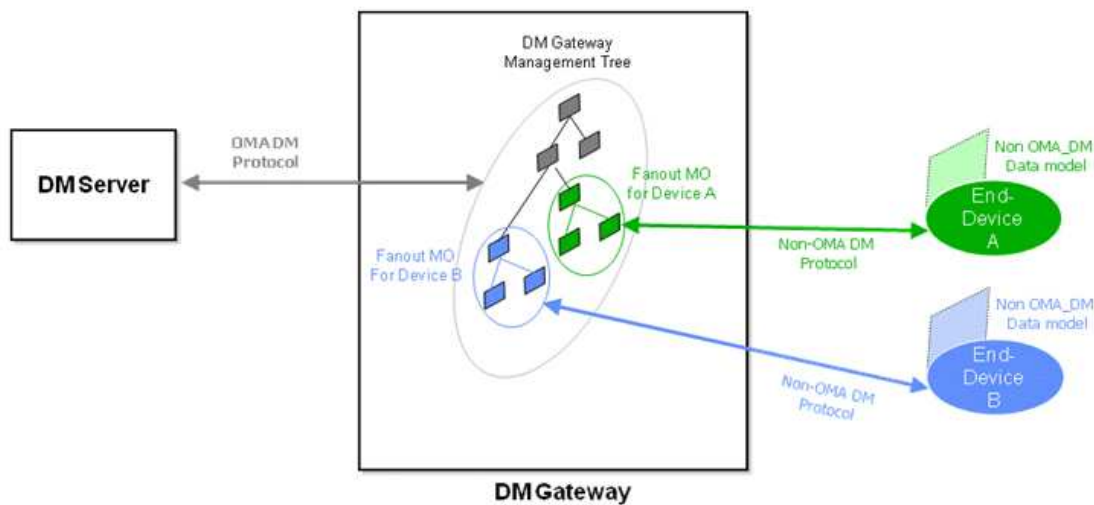 DM Gateway
Management Tree
OMA DM
Protocol
DM Server
Fanout MO
for Device A
Fanout MO
For Device B
Non-OMA DM
Protocol
Non OMA_DM
Data model
End-
Device
A
Non-OMA DM
Protocol
Non OMA_DM
Data model
End-
Device
B
DM Gateway